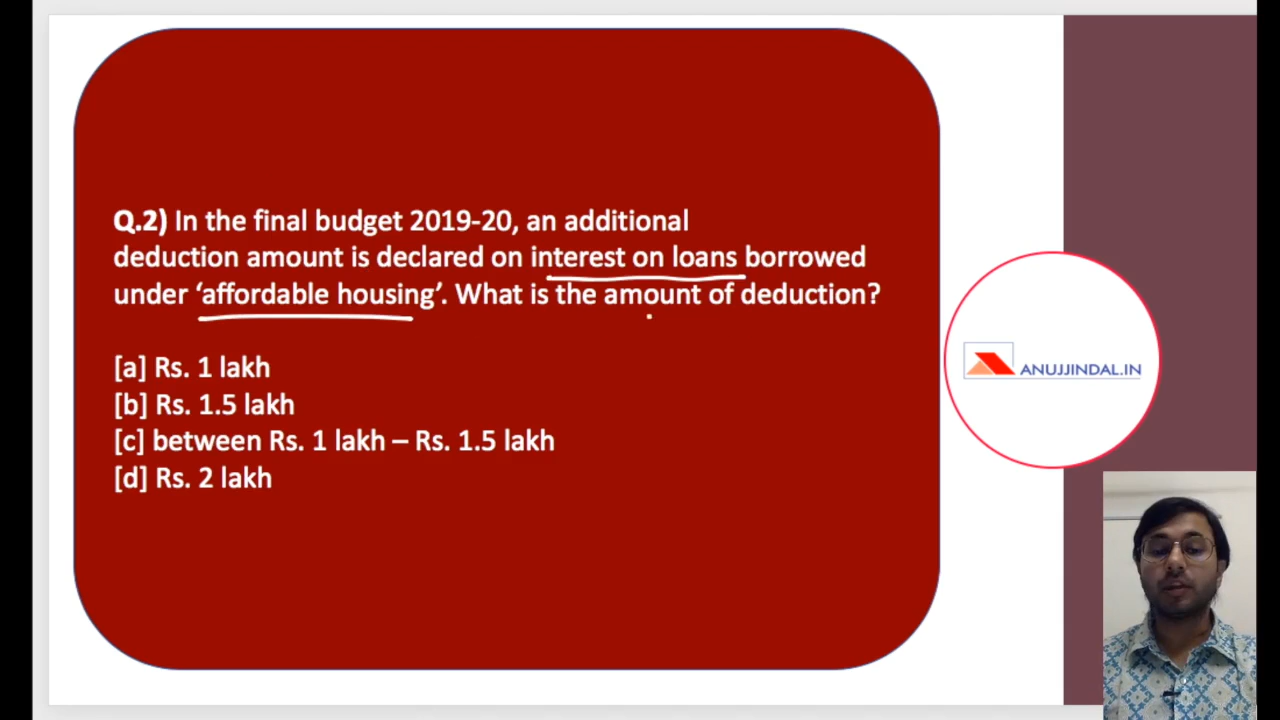 Q.2) In the final budget 2019-20, an additional
deduction amount is declared on interest on loans borrowed
under ‘affordable housing’. What is the amount of deduction?
[a] Rs. 1 lakh
[b] Rs. 1.5 lakh
[c] between Rs. 1 lakh – Rs. 1.5 lakh
[d] Rs. 2 lakh
ANUJJINDAL.IN